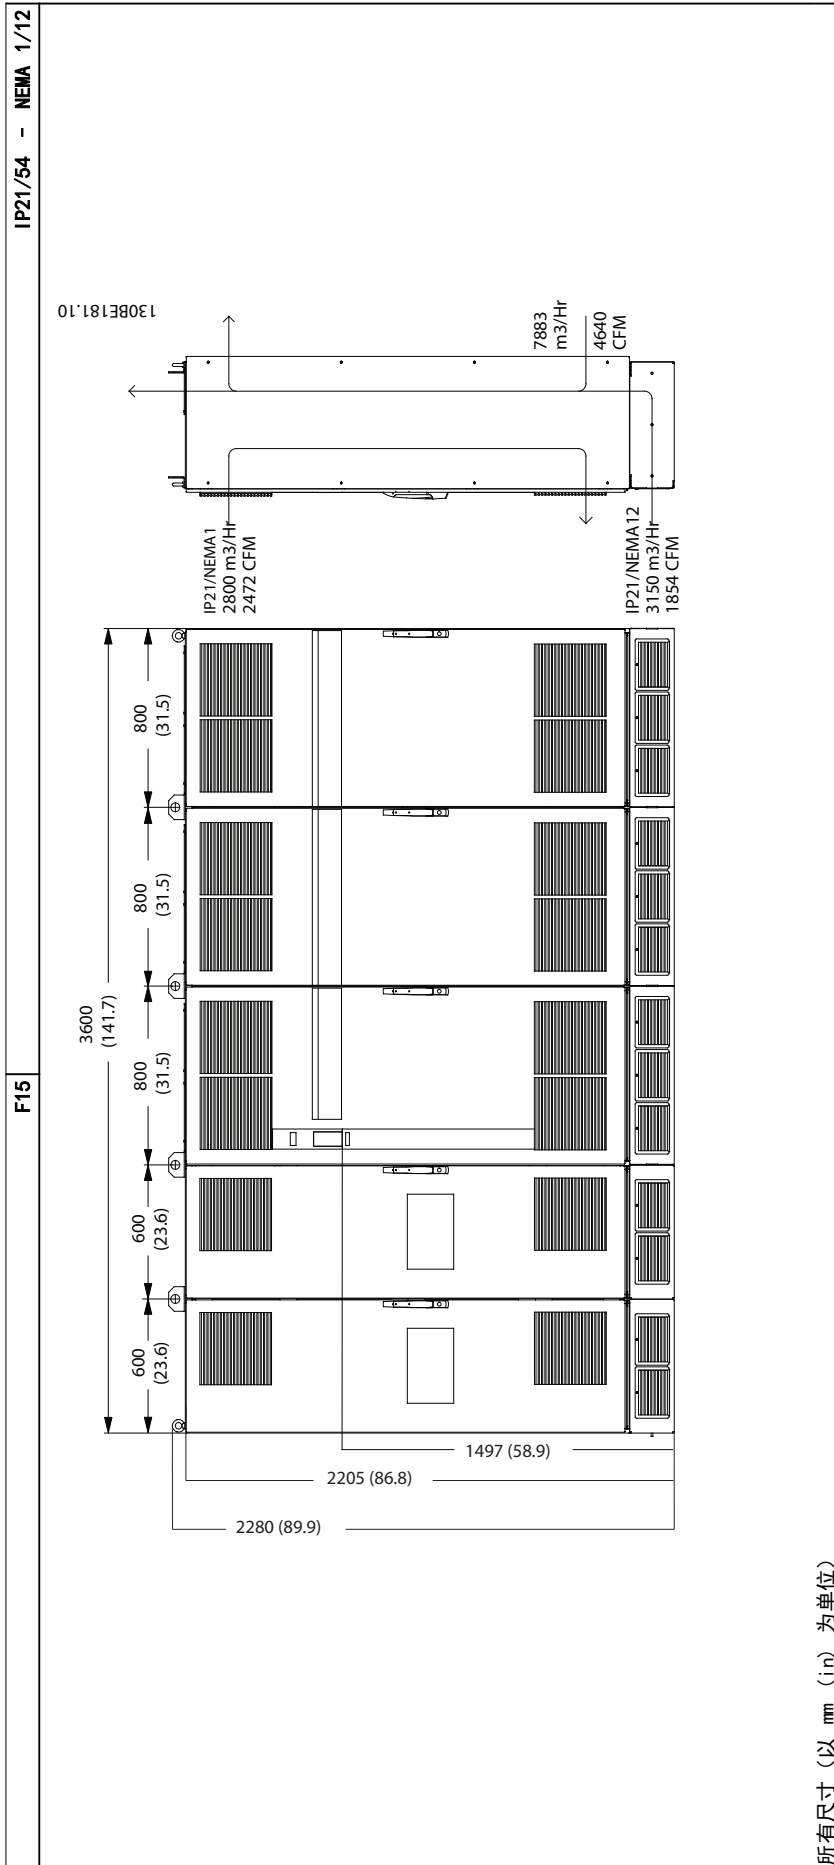 F15
IP21/54 - NEMA 1/12
130BE181.10
3600
(141.7)
600
(23.6)
600
(23.6)
800
(31.5)
800
(31.5)
800
(31.5)
IP21/NEMA1
2800 m3/Hr
2472 CFM
7883
m3/Hr
4640
CFM
IP21/NEMA12
3150 m3/Hr
1854 CFM
1497 (58.9)
2205 (86.8)
2280 (89.9)
所有尺寸（以 mm (in) 为单位）